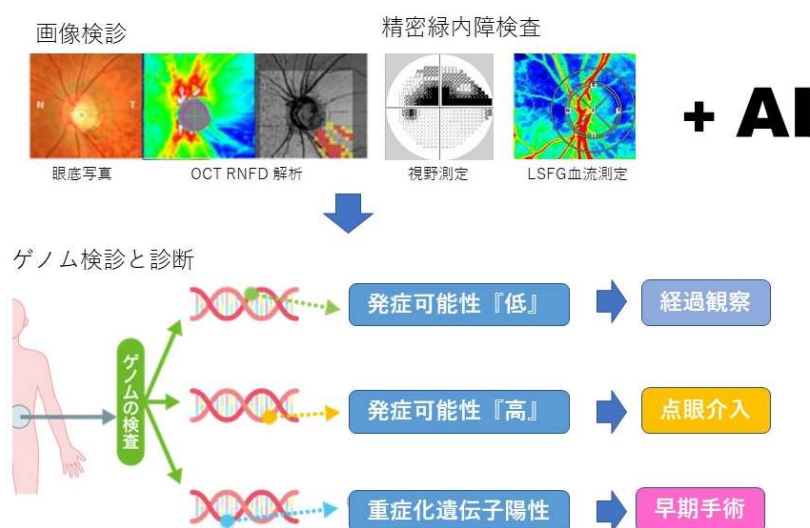 画像検診
精密緑内障検査
N
T
+ AI
眼底写真
OCT RNFD 解析
視野測定
LSFG血流測定
ゲノム検診と診断
ゲノムの検査
発症可能性『低』
経過観察
発症可能性『高』
点眼介入
重症化遺伝子陽性
早期手術